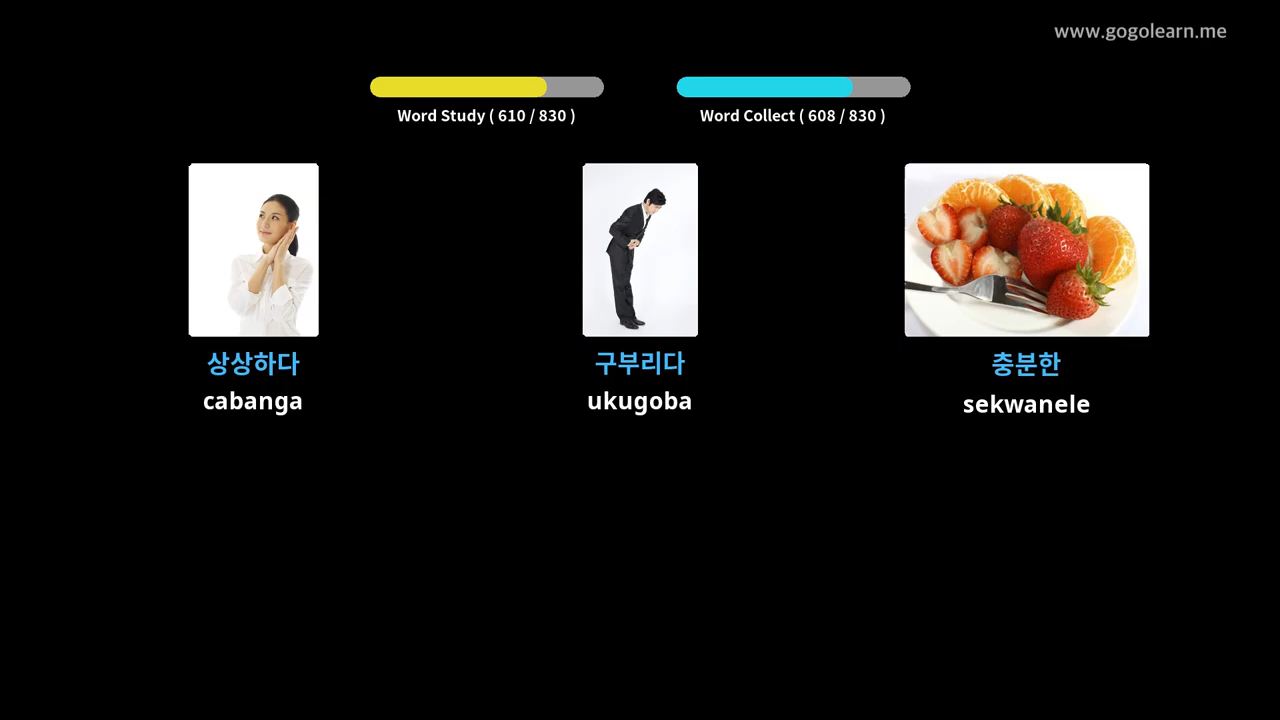 www.gogolearn.me
Word Study ( 610 / 830 )
Word Collect ( 608 / 830 )
상상하다
cabanga
구부리다
ukugoba
충분한
sekwanele